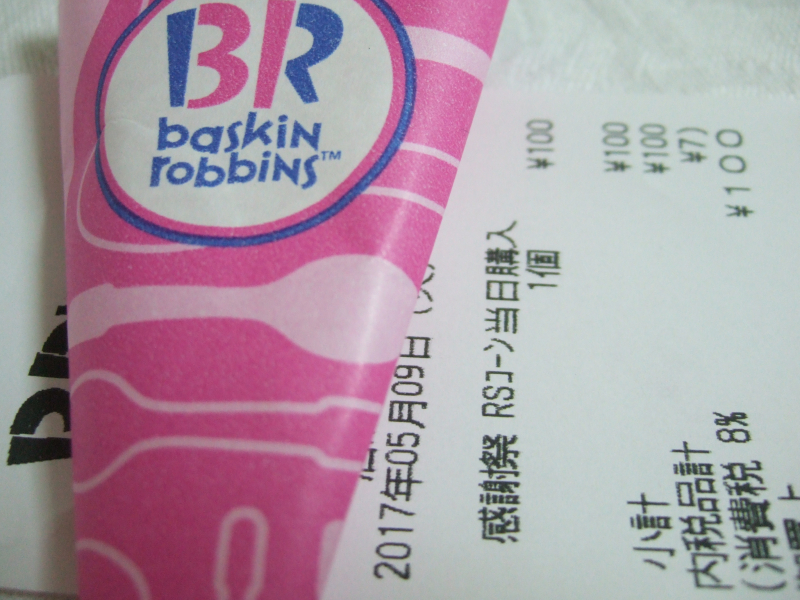 BR
baskin
robbins™
2017年05月09日 (火)
感謝祭 RSコーン当日購入
1個 ¥100
小計 ¥100
内税品計 ¥100
(消費税 8% ¥7)
¥100